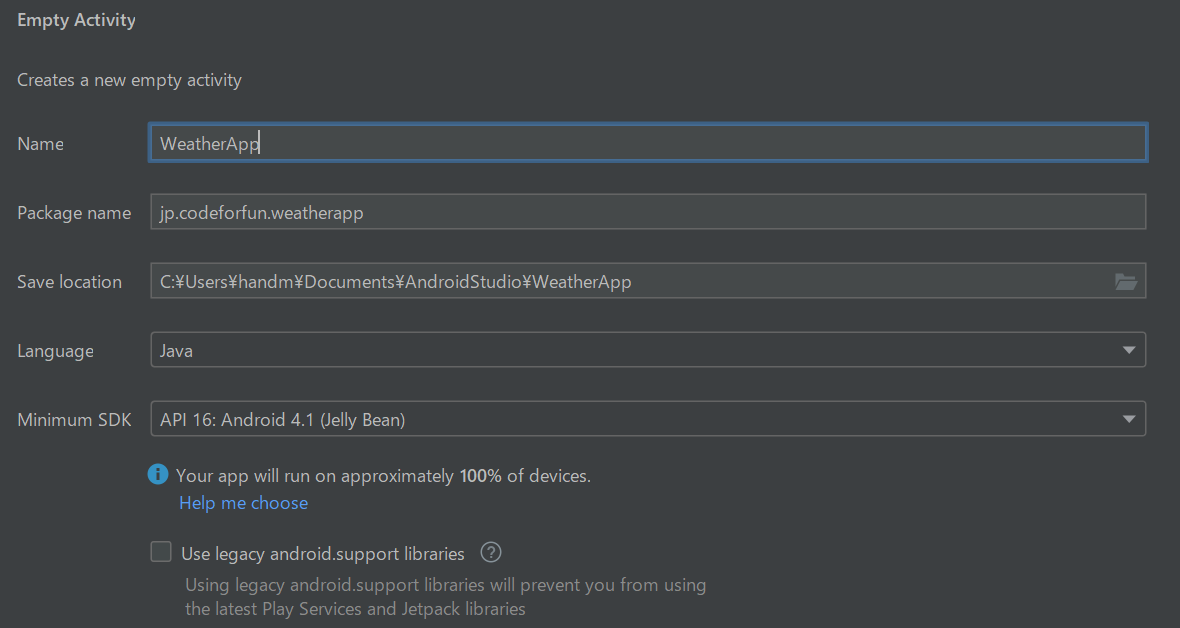 Empty Activity
Creates a new empty activity
Name WeatherApp
Package name jp.codeforfun.weatherapp
Save location C:¥Users¥handm¥Documents¥AndroidStudio¥WeatherApp
Language Java
Minimum SDK API 16: Android 4.1 (Jelly Bean)
i Your app will run on approximately 100% of devices.
Help me choose
Use legacy android.support libraries ?
Using legacy android.support libraries will prevent you from using
the latest Play Services and Jetpack libraries